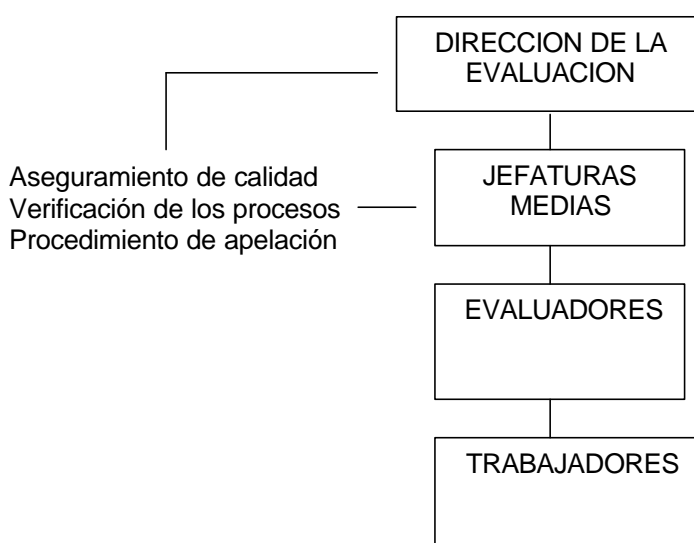 DIRECCION DE LA
EVALUACION
Aseguramiento de calidad
Verificación de los procesos
Procedimiento de apelación
JEFATURAS
MEDIAS
EVALUADORES
TRABAJADORES